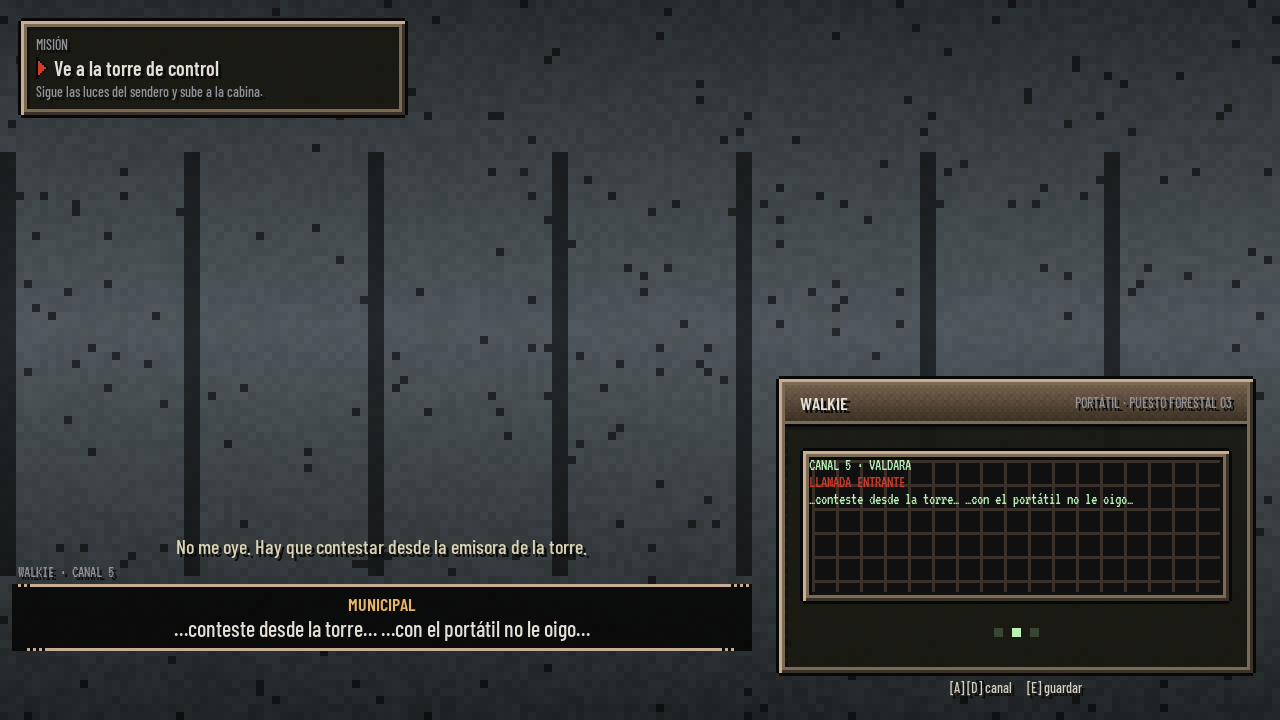 MISIÓN
Ve a la torre de control
Sigue las luces del sendero y sube a la cabina.
WALKIE
PORTÁTIL · PUESTO FORESTAL 03
CANAL 5 · VALDARA
LLAMADA ENTRANTE
…conteste desde la torre… …con el portátil no le oigo…
No me oye. Hay que contestar desde la emisora de la torre.
WALKIE · CANAL 5
MUNICIPAL
…conteste desde la torre… …con el portátil no le oigo…
[A][D] canal [E] guardar